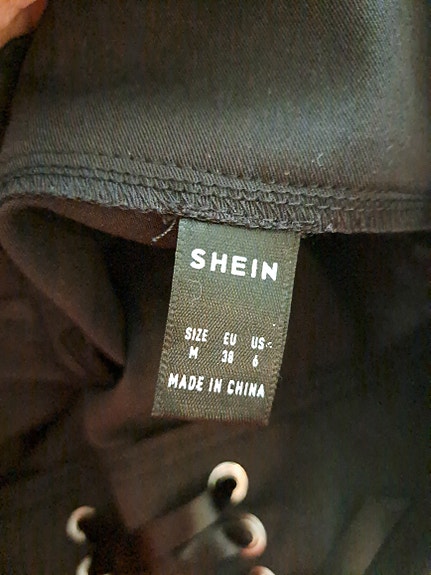 SHEIN
SIZE EU US
M 38 6
MADE IN CHINA